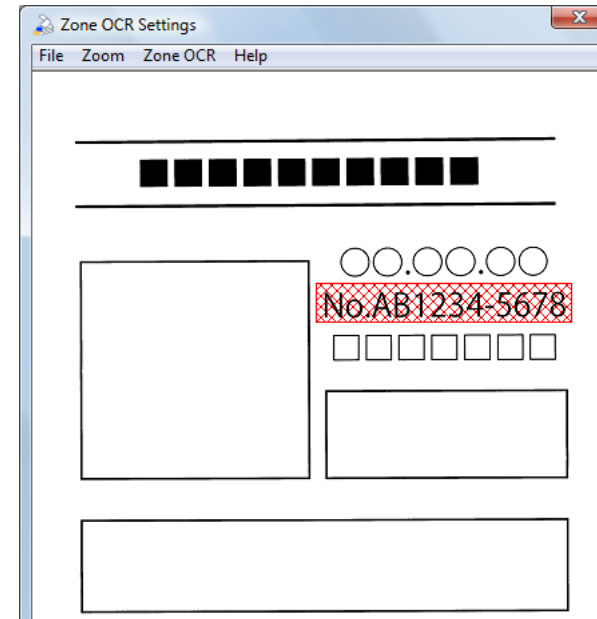 Zone OCR Settings
File Zoom Zone OCR Help
■■■■■■■■■■
○○.○○.○○
No.AB1234-5678
□□□□□□□